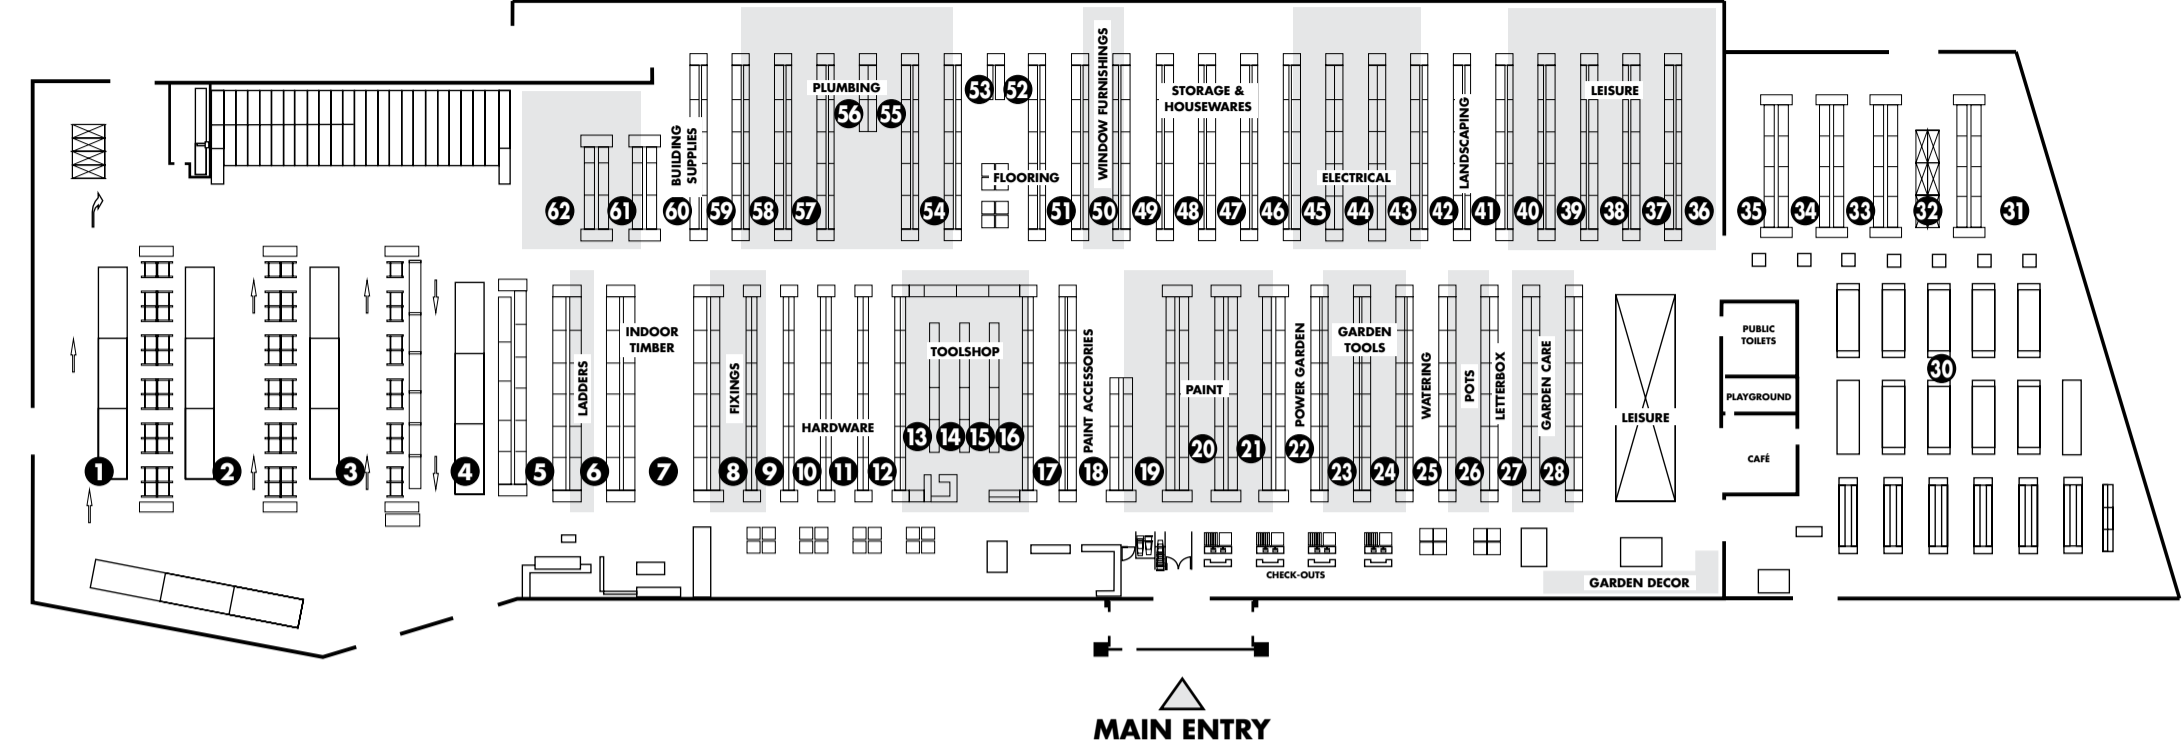 PLUMBING
56
55
53
52
WINDOW FURNISHINGS
STORAGE &
HOUSEWARES
LEISURE
BUILDING
SUPPLIES
FLOORING
ELECTRICAL
LANDSCAPING
62
61
60
59
58
57
54
51
50
49
48
47
46
45
44
43
42
41
40
39
38
37
36
35
34
33
32
31
INDOOR
TIMBER
LADDERS
FIXINGS
HARDWARE
TOOLSHOP
PAINT ACCESSORIES
PAINT
POWER GARDEN
GARDEN
TOOLS
WATERING
POTS
LETTERBOX
GARDEN CARE
LEISURE
PUBLIC
TOILETS
PLAYGROUND
CAFÉ
30
1
2
3
4
5
6
7
8
9
10
11
12
13
14
15
16
17
18
19
20
21
22
23
24
25
26
27
28
CHECK-OUTS
GARDEN DECOR
MAIN ENTRY